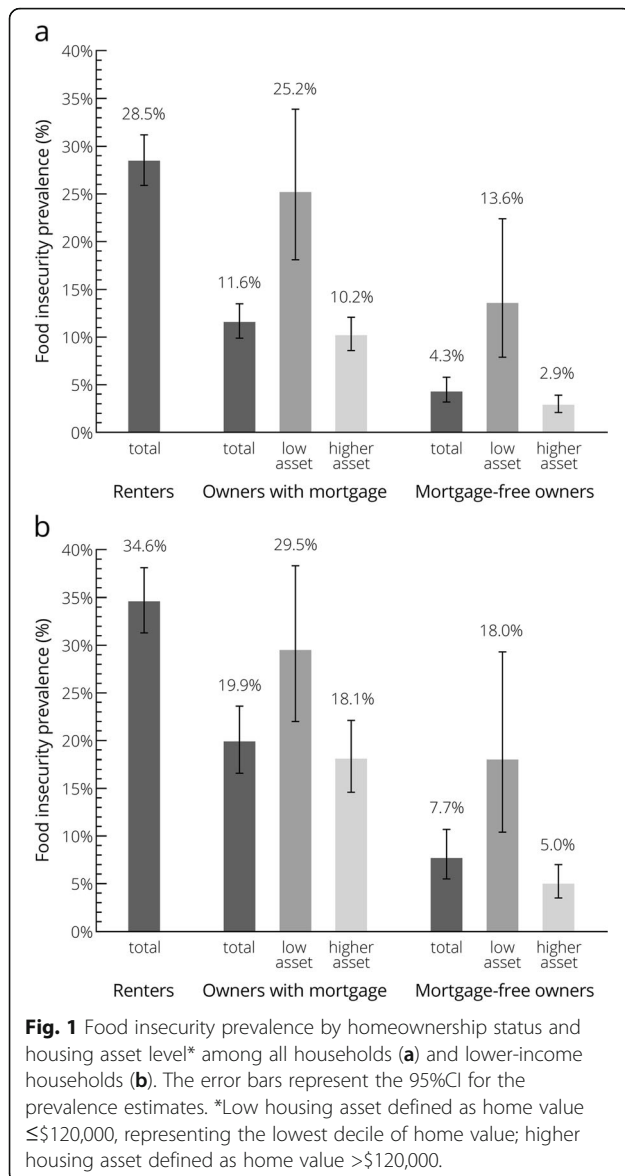 a
Food insecurity prevalence (%)
40%
35%
30%
25%
20%
15%
10%
5%
0%
28.5%
11.6%
25.2%
10.2%
4.3%
13.6%
2.9%
total
total
low
asset
higher
asset
total
low
asset
higher
asset
Renters
Owners with mortgage
Mortgage-free owners
b
Food insecurity prevalence (%)
40%
35%
30%
25%
20%
15%
10%
5%
0%
34.6%
19.9%
29.5%
18.1%
7.7%
18.0%
5.0%
total
total
low
asset
higher
asset
total
low
asset
higher
asset
Renters
Owners with mortgage
Mortgage-free owners
Fig. 1 Food insecurity prevalence by homeownership status and
housing asset level* among all households (a) and lower-income
households (b). The error bars represent the 95%CI for the
prevalence estimates. *Low housing asset defined as home value
≤$120,000, representing the lowest decile of home value; higher
housing asset defined as home value >$120,000.